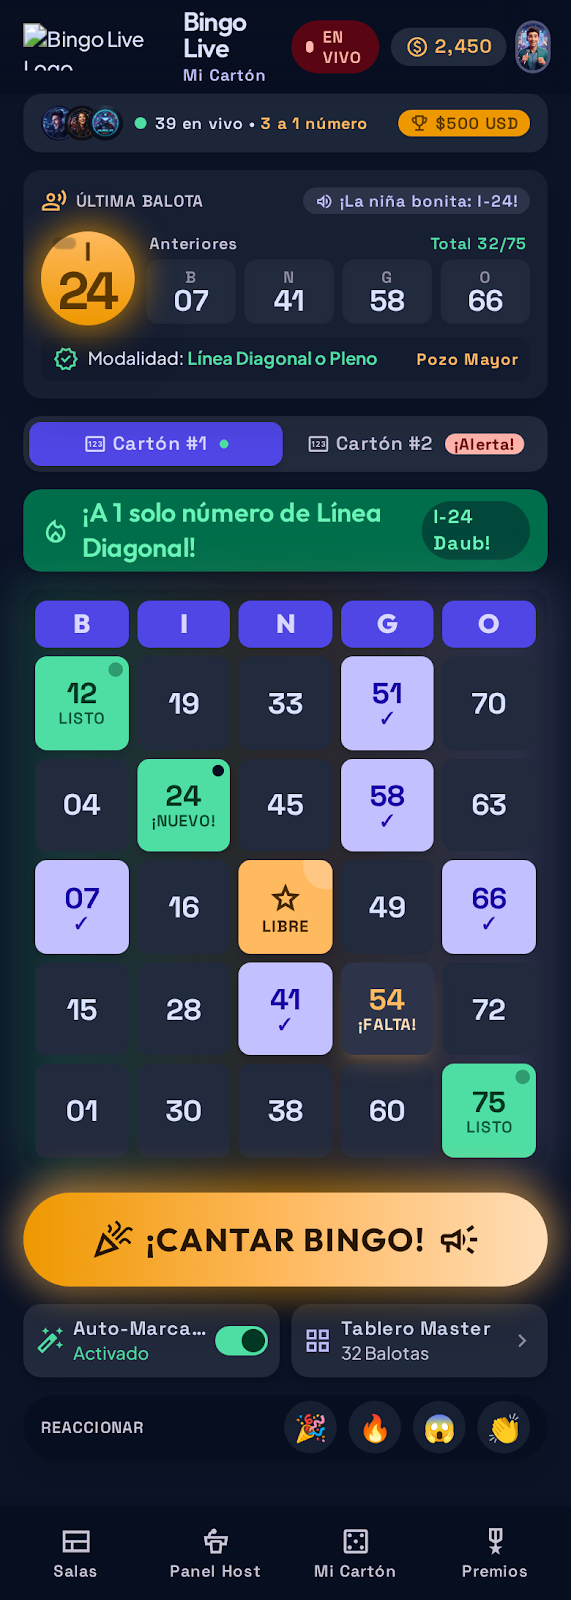 Bingo Live
Logo
Bingo
Live
Mi Cartón
EN
VIVO
2,450
39 en vivo • 3 a 1 número
$500 USD
ÚLTIMA BALOTA
¡La niña bonita: I-24!
I
24
Anteriores
Total 32/75
B
07
N
41
G
58
O
66
Modalidad: Línea Diagonal o Pleno
Pozo Mayor
123 Cartón #1
123 Cartón #2
¡Alerta!
¡A 1 solo número de Línea
Diagonal!
I-24
Daub!
B I N G O
12
LISTO
19
33
51
✓
70
04
24
¡NUEVO!
45
58
✓
63
07
✓
16
LIBRE
49
66
✓
15
28
41
✓
54
¡FALTA!
72
01
30
38
60
75
LISTO
¡CANTAR BINGO!
Auto-Marca...
Activado
Tablero Master
32 Balotas
REACCIONAR
Salas
Panel Host
Mi Cartón
Premios